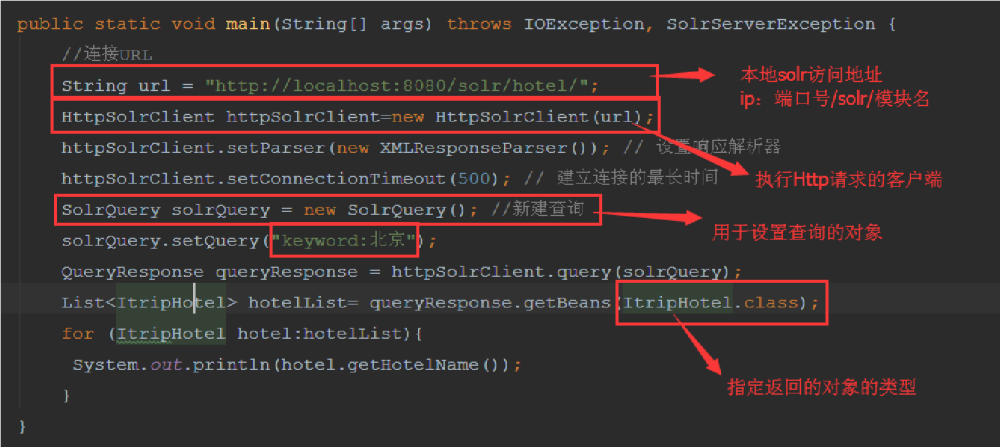 public static void main(String[] args) throws IOException, SolrServerException {
//连接URL
String url = "http://localhost:8080/solr/hotel/";
本地solr访问地址
ip：端口号/solr/模块名
HttpSolrClient httpSolrClient=new HttpSolrClient(url);
httpSolrClient.setParser(new XMLResponseParser()); // 设置响应解析器
httpSolrClient.setConnectionTimeout(500); // 建立连接的最长时间
执行Http请求的客户端
SolrQuery solrQuery = new SolrQuery(); //新建查询
用于设置查询的对象
solrQuery.setQuery("keyword:北京");
QueryResponse queryResponse = httpSolrClient.query(solrQuery);
List<ItripHotel> hotelList= queryResponse.getBeans(ItripHotel.class);
for (ItripHotel hotel:hotelList){
System.out.println(hotel.getHotelName());
指定返回的对象的类型
}
}